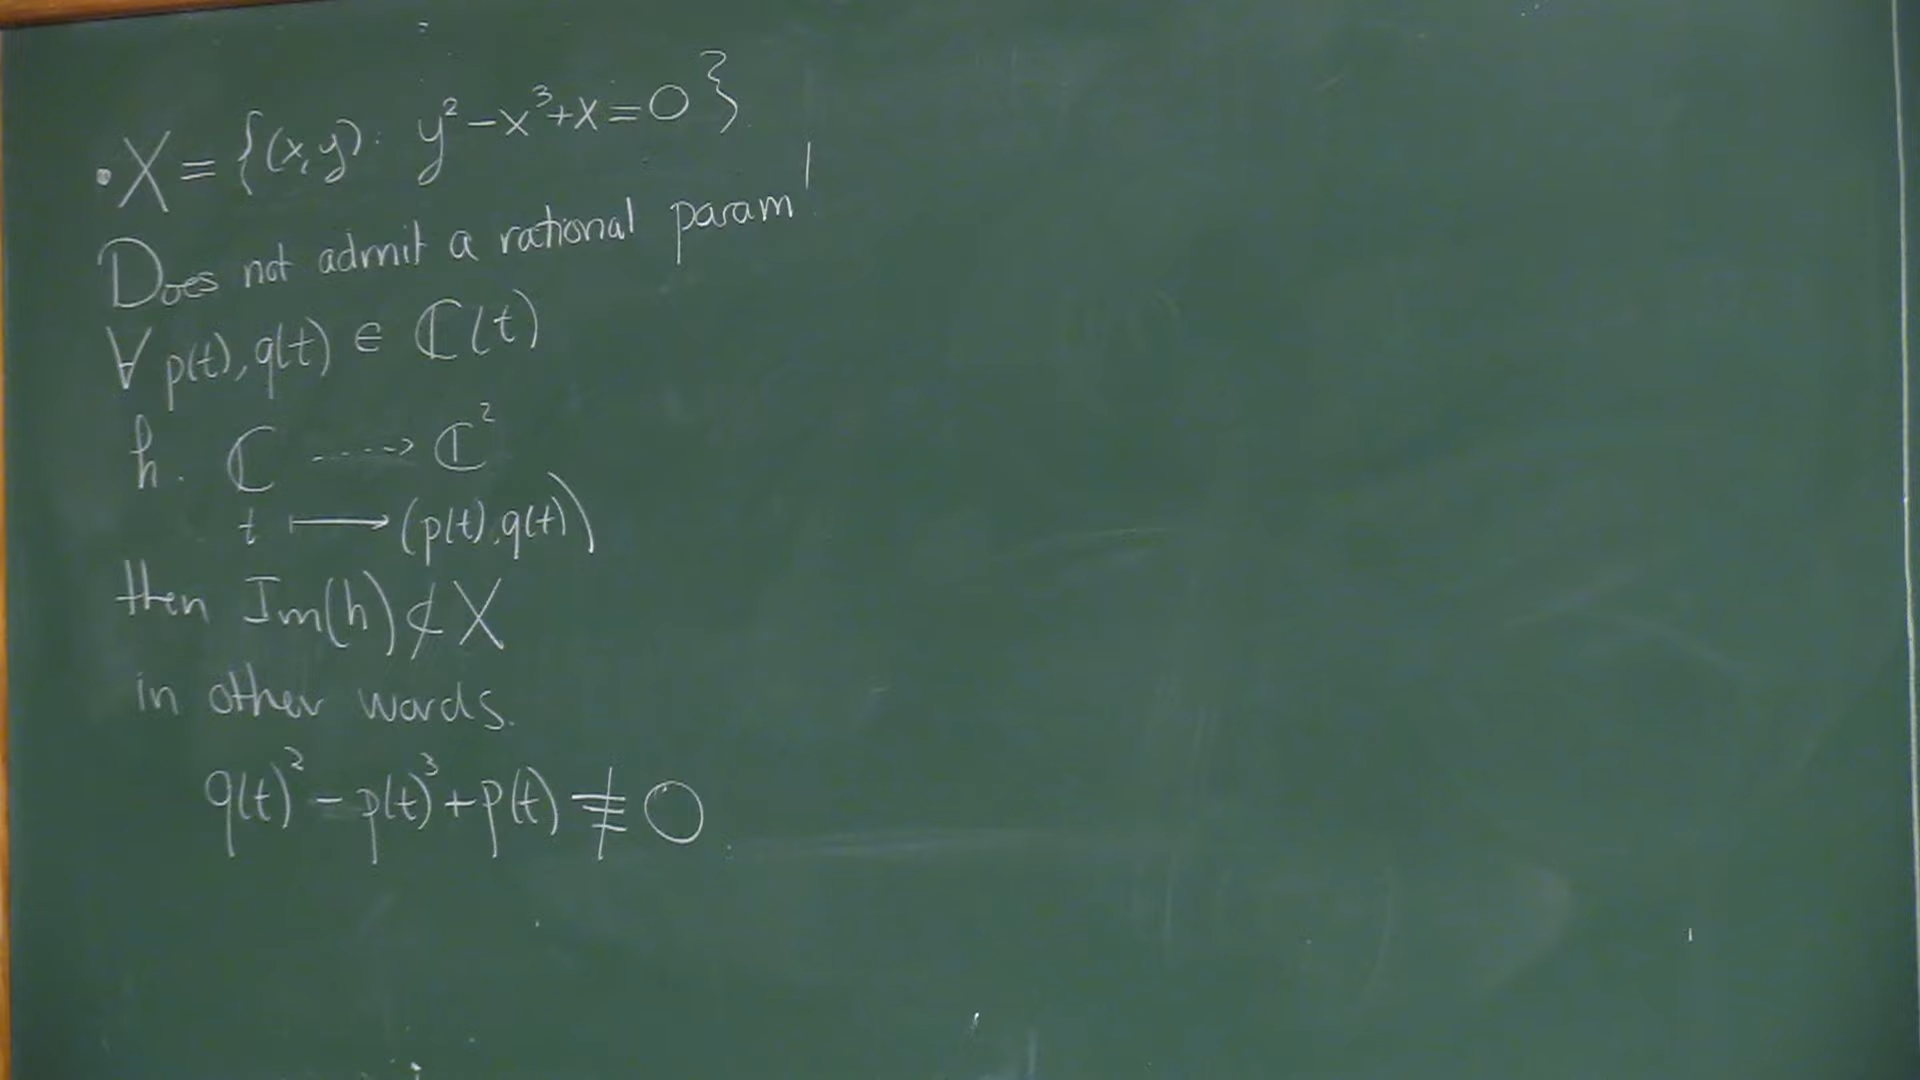 • X = {(x,y): y² - x³ + x = 0}
Does not admit a rational param!
∀ p(t), q(t) ∈ ℂ(t)
h: ℂ ⇢ ℂ²
t ⟼ (p(t), q(t))
then Im(h) ⊄ X
in other words.
q(t)² - p(t)³ + p(t) ≢ 0